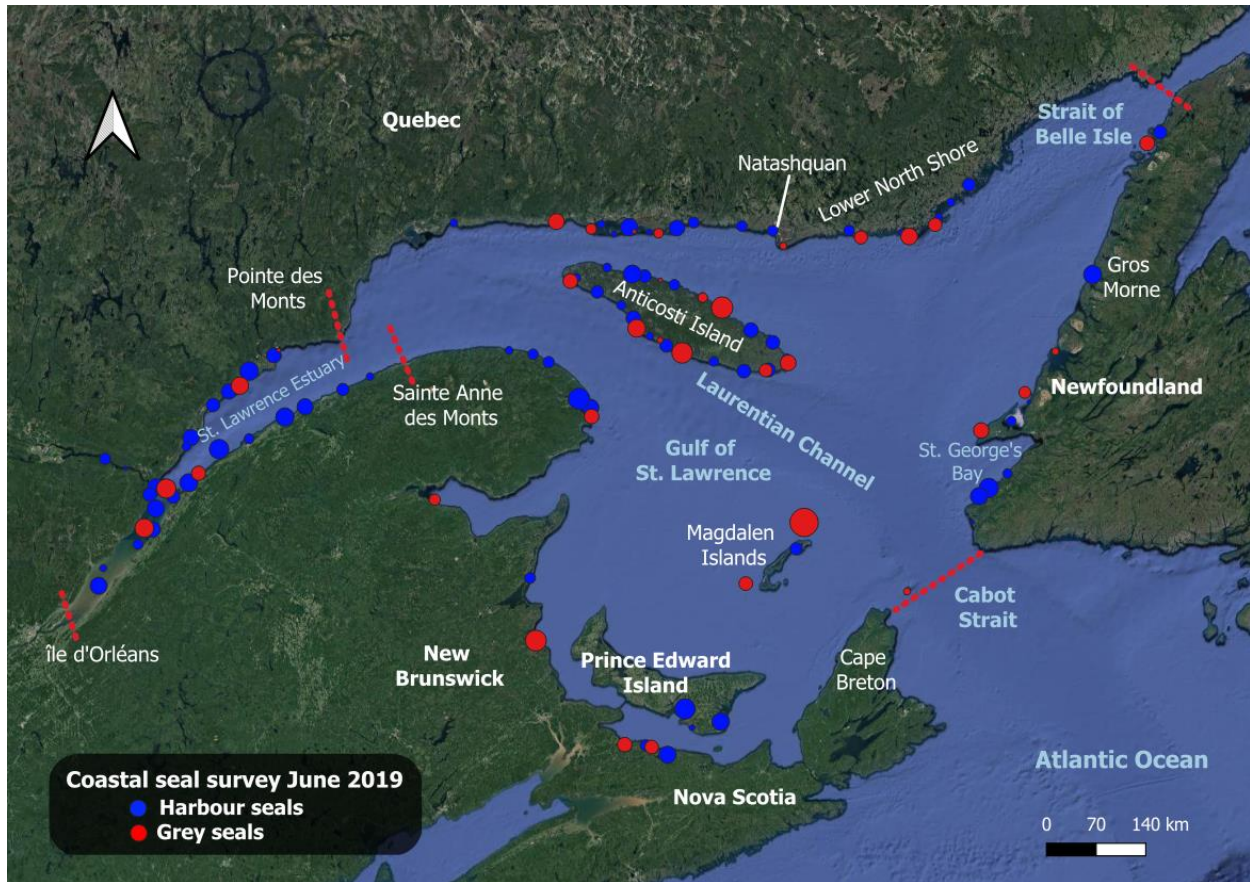 Quebec
Strait of
Belle Isle
Natashquan
Lower North Shore
Pointe des
Monts
Gros
Morne
Anticosti Island
St. Lawrence Estuary
Sainte Anne
des Monts
Newfoundland
Laurentian Channel
Gulf of
St. Lawrence
St. George's
Bay
Magdalen
Islands
Cabot
Strait
île d'Orléans
New
Brunswick
Prince Edward
Island
Cape
Breton
Atlantic Ocean
Nova Scotia
Coastal seal survey June 2019
Harbour seals
Grey seals
0 70 140 km